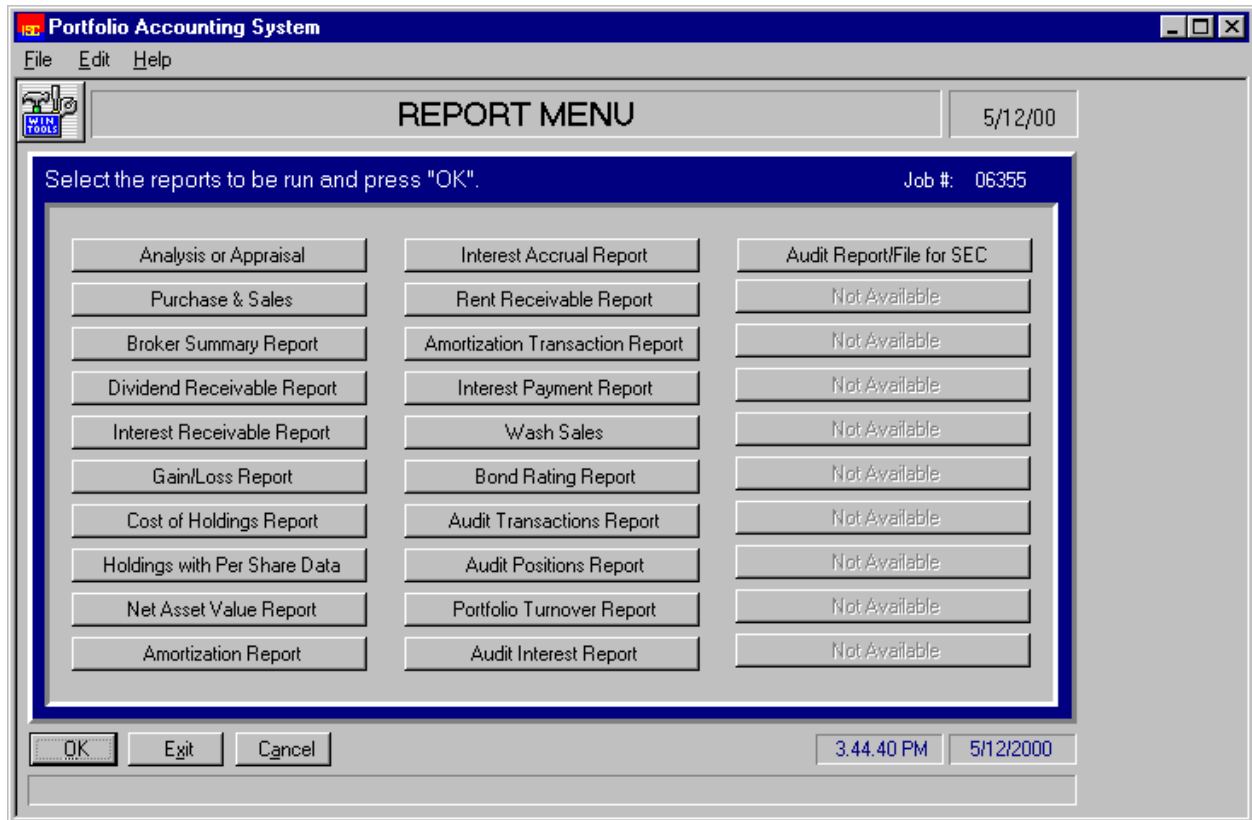 ISC Portfolio Accounting System
File Edit Help
WIN
TOOLS
REPORT MENU
5/12/00
Select the reports to be run and press "OK".
Job #: 06355
Analysis or Appraisal
Interest Accrual Report
Audit Report/File for SEC
Purchase & Sales
Rent Receivable Report
Not Available
Broker Summary Report
Amortization Transaction Report
Not Available
Dividend Receivable Report
Interest Payment Report
Not Available
Interest Receivable Report
Wash Sales
Not Available
Gain/Loss Report
Bond Rating Report
Not Available
Cost of Holdings Report
Audit Transactions Report
Not Available
Holdings with Per Share Data
Audit Positions Report
Not Available
Net Asset Value Report
Portfolio Turnover Report
Not Available
Amortization Report
Audit Interest Report
Not Available
OK
Exit
Cancel
3.44.40 PM
5/12/2000